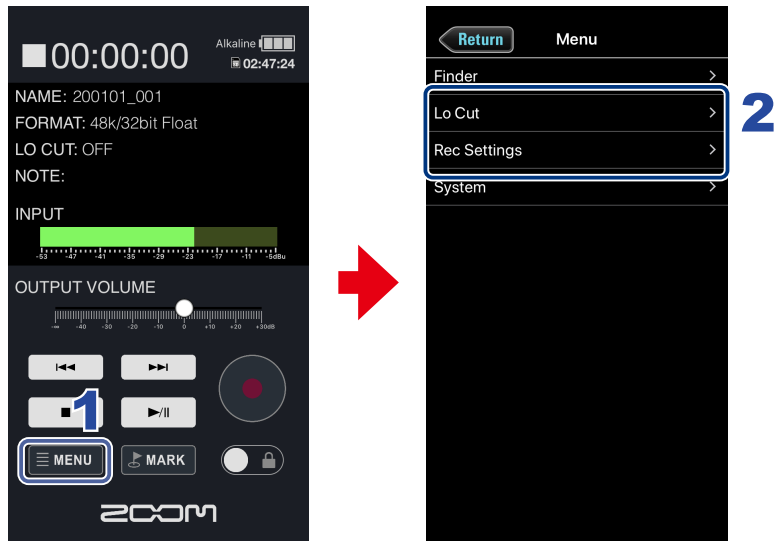 00:00:00
Alkaline
02:47:24
NAME: 200101_001
FORMAT: 48k/32bit Float
LO CUT: OFF
NOTE:
INPUT
-53 -47 -41 -35 -29 -23 -17 -11 -5dBu
OUTPUT VOLUME
-∞ -40 -30 -20 -10 0 +10 +20 +30dB
1
MENU
MARK
ZOOM
Return
Menu
Finder
Lo Cut
Rec Settings
System
2